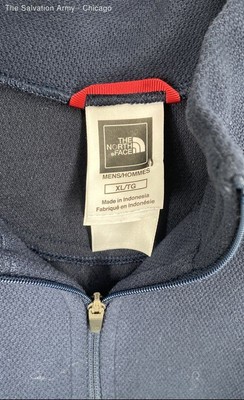 The Salvation Army - Chicago
THE
NORTH
FACE
MENS/HOMMES
XL/TG
Made in Indonesia
Fabriqué en Indonésie